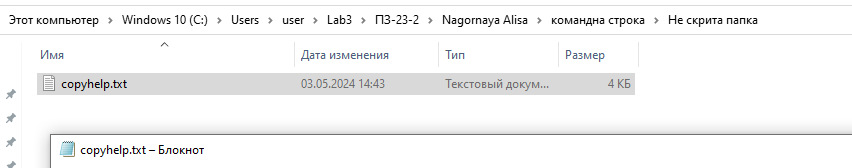 Этот компьютер > Windows 10 (C:) > Users > user > Lab3 > ПЗ-23-2 > Nagornaya Alisa > командна строка > Не скрита папка
Имя Дата изменения Тип Размер
copyhelp.txt 03.05.2024 14:43 Текстовый докум... 4 КБ
copyhelp.txt – Блокнот